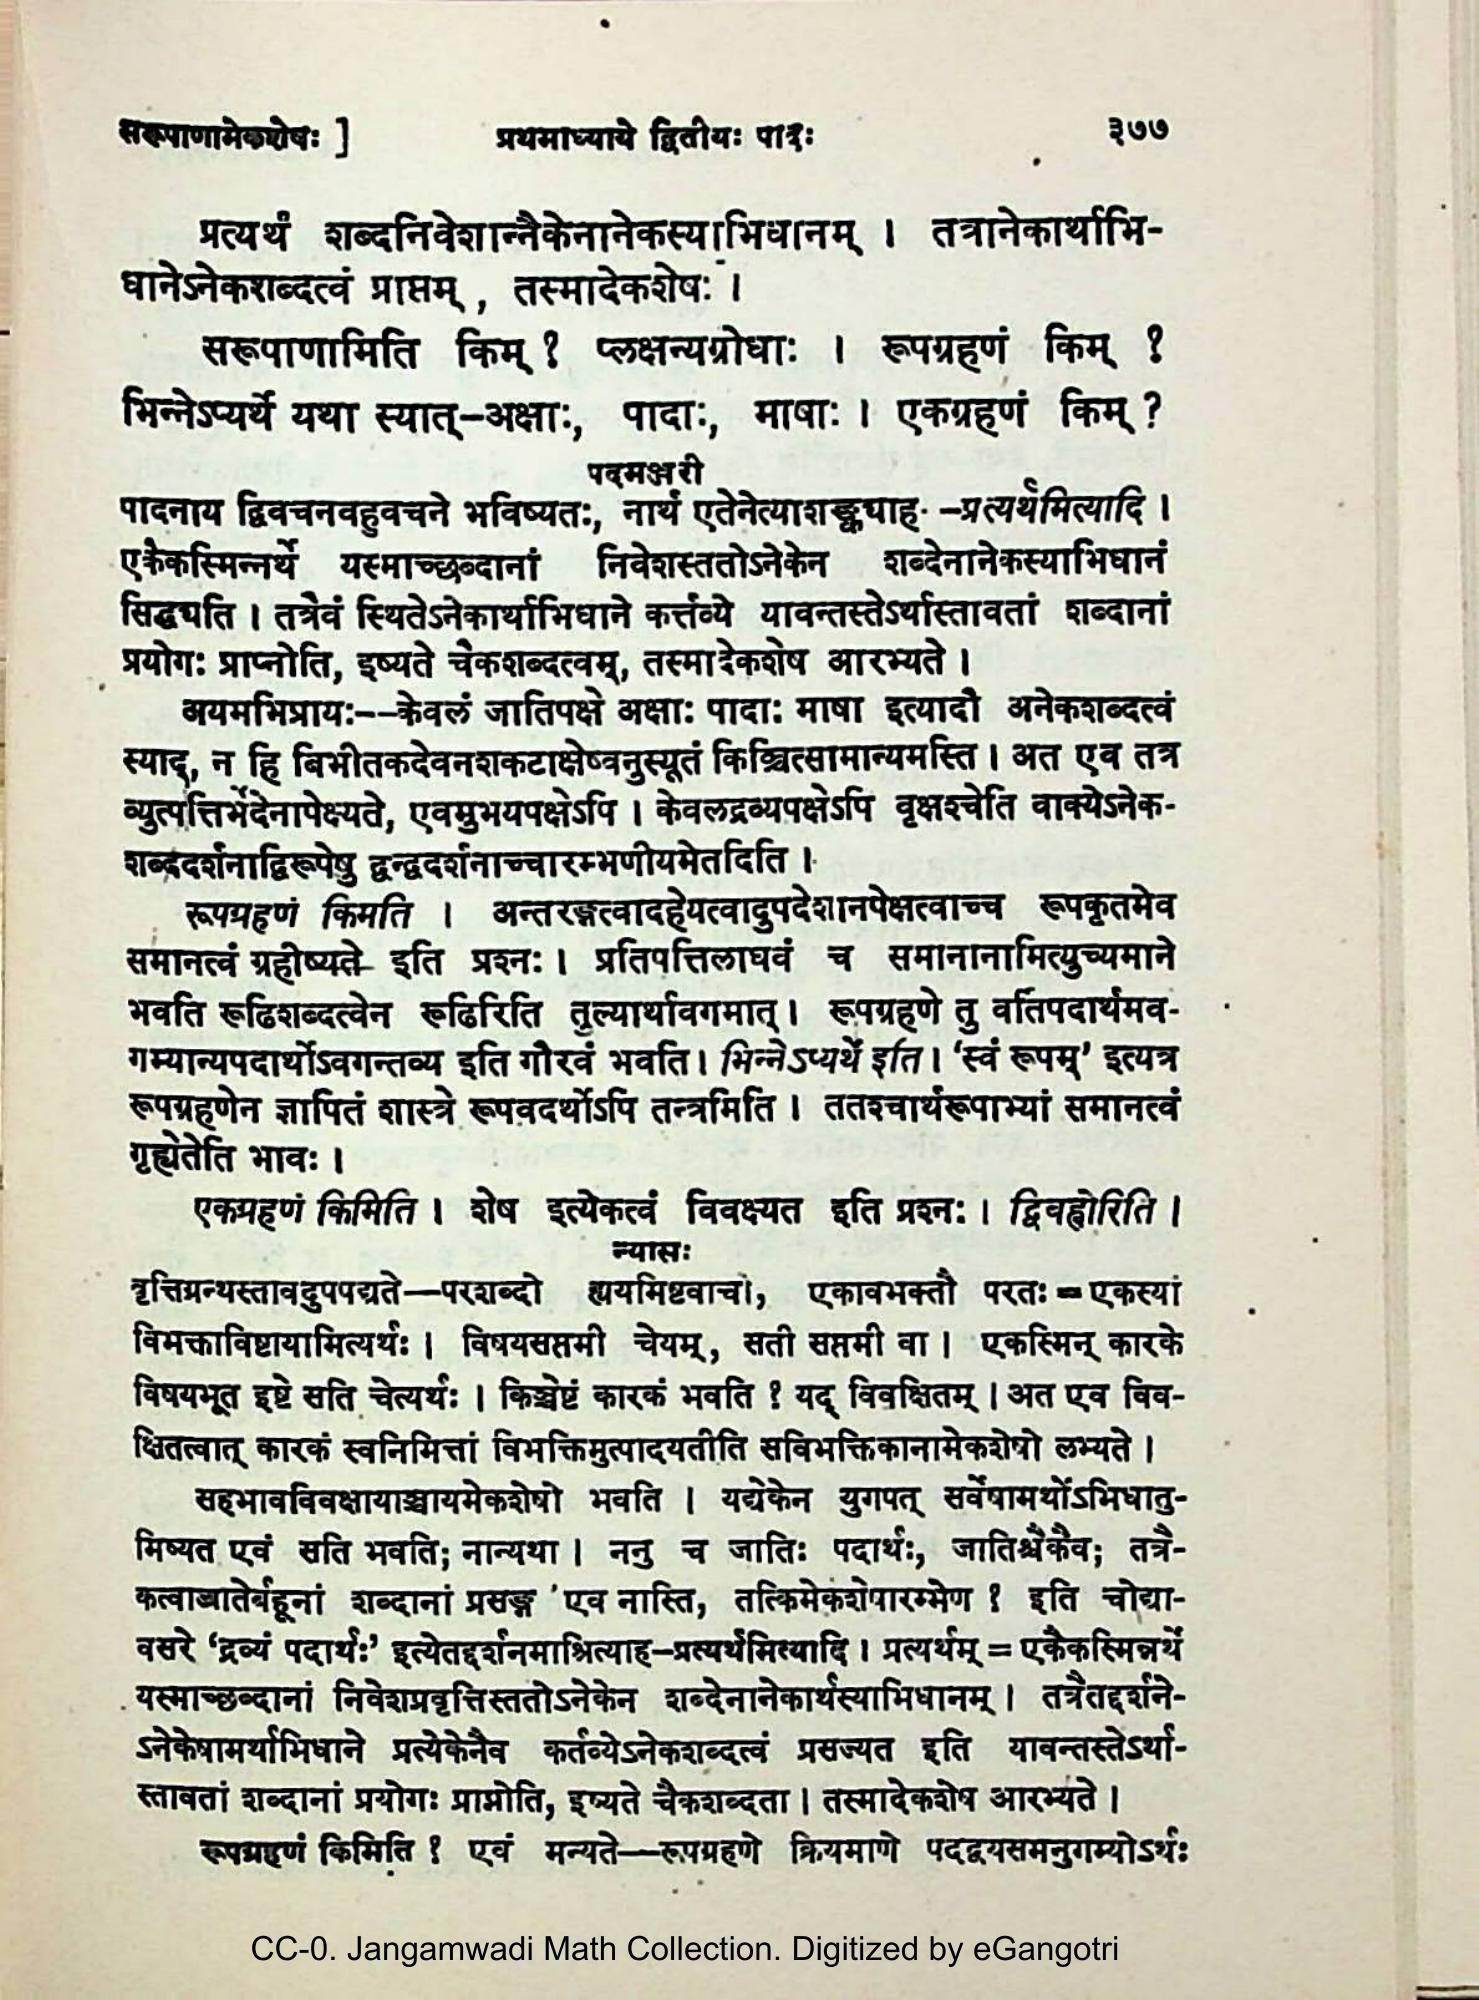 सरूपाणामेकशेषः ]
प्रथमाध्याये द्वितीयः पादः
३७७
प्रत्यर्थं शब्दनिवेशान्नैकेनानेकस्याभिधानम् । तत्रानेकार्थाभि-
धानेऽनेकशब्दत्वं प्राप्तम् , तस्मादेकशेषः ।
सरूपाणामिति किम् ? प्लक्षन्यग्रोधाः । रूपग्रहणं किम् ?
भिन्नेऽप्यर्थे यथा स्यात्–अक्षाः, पादाः, माषाः । एकग्रहणं किम् ?
पदमञ्जरी
पादनाय द्विवचनबहुवचने भविष्यतः, नार्थ एतेनेत्याशङ्क्याह–प्रत्यर्थमित्यादि ।
एकैकस्मिन्नर्थे यस्माच्छब्दानां निवेशस्ततोऽनेकेन शब्देनानेकस्याभिधानं
सिद्ध्यति । तत्रैवं स्थितेऽनेकार्थाभिधाने कर्त्तव्ये यावन्तस्तेऽर्थास्तावतां शब्दानां
प्रयोगः प्राप्नोति, इष्यते चैकशब्दत्वम्, तस्मादेकशेष आरभ्यते ।
अयमभिप्रायः--केवलं जातिपक्षे अक्षाः पादाः माषा इत्यादौ अनेकशब्दत्वं
स्याद्, न हि बिभीतकदेवनशकटाक्षेष्वनुस्यूतं किञ्चित्सामान्यमस्ति । अत एव तत्र
व्युत्पत्तिर्भेदेनापेक्ष्यते, एवमुभयपक्षेऽपि । केवलद्रव्यपक्षेऽपि वृक्षश्चेति वाक्येऽनेक-
शब्ददर्शनाद्विरूपेषु द्वन्द्वदर्शनाच्चारम्भणीयमेतदिति ।
रूपग्रहणं किमति । अन्तरङ्गत्वादहेयत्वादुपदेशानपेक्षत्वाच्च रूपकृतमेव
समानत्वं ग्रहीष्यते इति प्रश्नः । प्रतिपत्तिलाघवं च समानानामित्युच्यमाने
भवति रूढिशब्दत्वेन रूढिरिति तुल्यार्थावगमात् । रूपग्रहणे तु वर्तिपदार्थमव-
गम्यान्यपदार्थोऽवगन्तव्य इति गौरवं भवति । भिन्नेऽप्यर्थे इति । 'स्वं रूपम्' इत्यत्र
रूपग्रहणेन ज्ञापितं शास्त्रे रूपवदर्थोऽपि तन्त्रमिति । ततश्चार्थरूपाभ्यां समानत्वं
गृह्येतेति भावः ।
एकग्रहणं किमिति । शेष इत्येकत्वं विवक्ष्यत इति प्रश्नः । द्विबह्वोरिति ।
न्यासः
वृत्तिग्रन्थस्तावदुपपद्यते—परशब्दो ह्ययमिष्टवाची, एकविभक्तौ परतः = एकस्यां
विभक्ताविष्टायामित्यर्थः । विषयसप्तमी चेयम्, सती सप्तमी वा । एकस्मिन् कारके
विषयभूत इष्टे सति चेत्यर्थः । किञ्चेष्टं कारकं भवति ? यद् विवक्षितम् । अत एव विव-
क्षितत्वात् कारकं स्वनिमित्तां विभक्तिमुत्पादयतीति सविभक्तिकानामेकशेषो लभ्यते ।
सहभावविवक्षायाञ्चायमेकशेषो भवति । यद्येकेन युगपत् सर्वेषामर्थोऽभिधातु-
मिष्यत एवं सति भवति; नान्यथा । ननु च जातिः पदार्थः, जातिश्चैकैव; तत्रै-
कत्वाज्जातेर्बहूनां शब्दानां प्रसङ्ग एव नास्ति, तत्किमेकशेषारम्भेण ? इति चोद्या-
वसरे 'द्रव्यं पदार्थः' इत्येतद्दर्शनमाश्रित्याह–प्रत्यर्थमित्यादि । प्रत्यर्थम् = एकैकस्मिन्नर्थे
यस्माच्छब्दानां निवेशप्रवृत्तिस्ततोऽनेकेन शब्देनानेकार्थस्याभिधानम् । तत्रैतद्दर्शने-
ऽनेकेषामर्थाभिधाने प्रत्येकेनैव कर्तव्येऽनेकशब्दत्वं प्रसज्यत इति यावन्तस्तेऽर्था-
स्तावतां शब्दानां प्रयोगः प्राप्नोति, इष्यते चैकशब्दता । तस्मादेकशेष आरभ्यते ।
रूपग्रहणं किमिति ? एवं मन्यते—रूपग्रहणे क्रियमाणे पदद्वयसमनुगम्योऽर्थः
CC-0. Jangamwadi Math Collection. Digitized by eGangotri